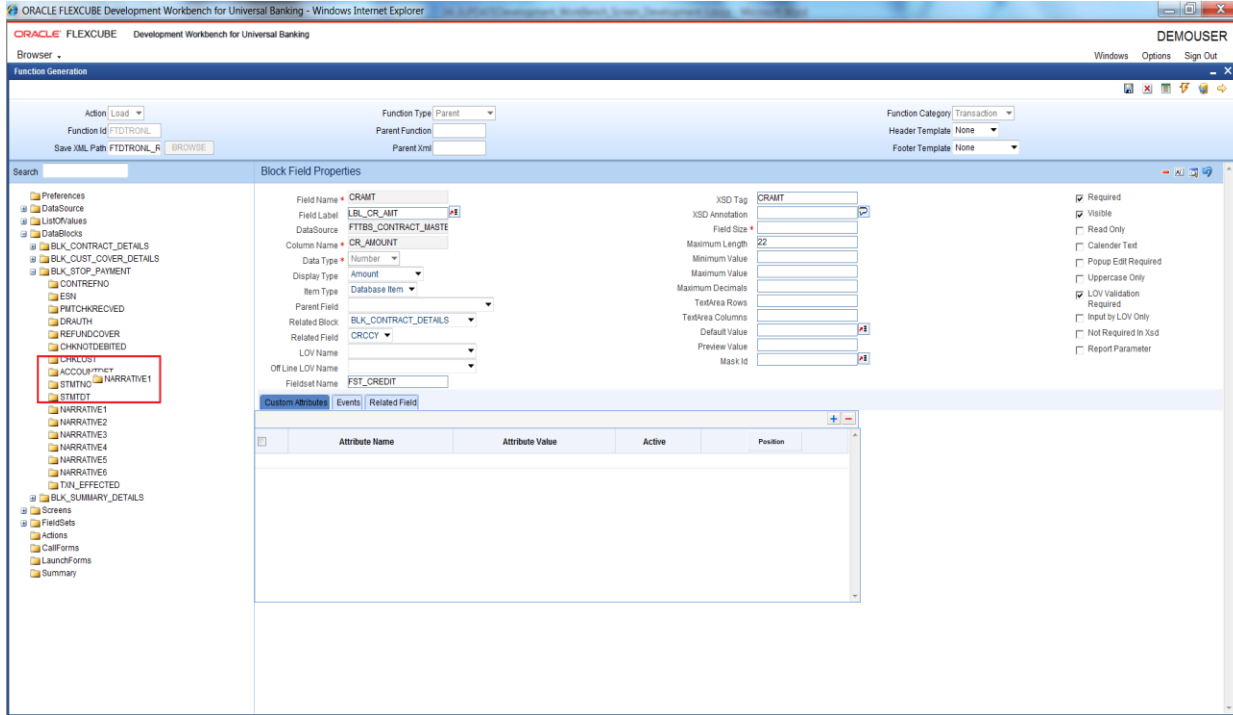 ORACLE FLEXCUBE Development Workbench for Universal Banking - Windows Internet Explorer
ORACLE FLEXCUBE Development Workbench for Universal Banking DEMOUSER
Browser Windows Options Sign Out
Function Generation
Action Load Function Type Parent Function Category Transaction
Function Id FTDTRONL Parent Function Header Template None
Save XML Path FTDTRONL_R BROWSE Parent Xml Footer Template None
Search
Preferences
DataSource
ListOfValues
DataBlocks
BLK_CONTRACT_DETAILS
BLK_CUST_COVER_DETAILS
BLK_STOP_PAYMENT
CONTREFNO
ESN
PMTCHKRECVED
DRAUTH
REFUNDCOVER
CHKNOTDEBITED
CHKLOST
ACCOUNTDET
NARRATIVE1
STMTNO
STMTDT
NARRATIVE1
NARRATIVE2
NARRATIVE3
NARRATIVE4
NARRATIVE5
NARRATIVE6
TXN_EFFECTED
BLK_SUMMARY_DETAILS
Screens
FieldSets
Actions
CallForms
LaunchForms
Summary
Block Field Properties
Field Name * CRAMT
Field Label LBL_CR_AMT
DataSource FTTBS_CONTRACT_MASTE
Column Name * CR_AMOUNT
Data Type * Number
Display Type Amount
Item Type Database Item
Parent Field
Related Block BLK_CONTRACT_DETAILS
Related Field CRCCY
LOV Name
Off Line LOV Name
Fieldset Name FST_CREDIT
XSD Tag CRAMT
XSD Annotation
Field Size *
Maximum Length 22
Minimum Value
Maximum Value
Maximum Decimals
TextArea Rows
TextArea Columns
Default Value
Preview Value
Mask Id
Required
Visible
Read Only
Calender Text
Popup Edit Required
Uppercase Only
LOV Validation
Required
Input by LOV Only
Not Required In Xsd
Report Parameter
Custom Attributes Events Related Field
Attribute Name Attribute Value Active Position